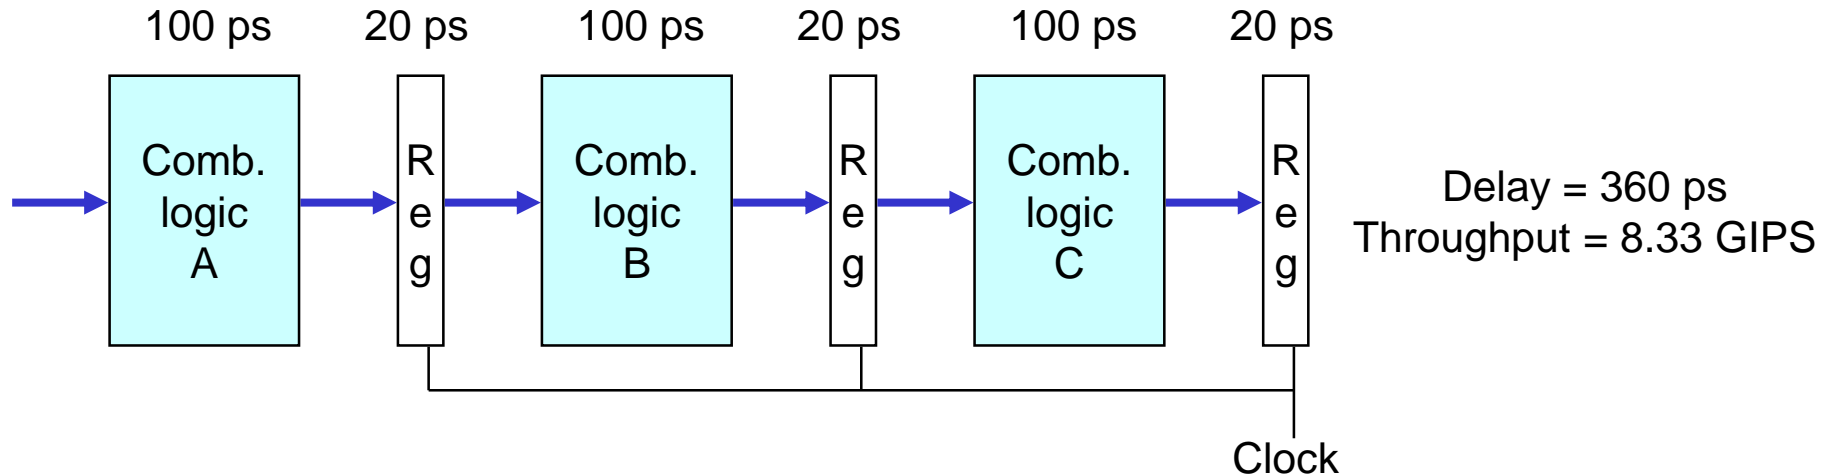 100 ps
20 ps
100 ps
20 ps
100 ps
20 ps
Comb.
logic
A
R
e
g
Comb.
logic
B
R
e
g
Comb.
logic
C
R
e
g
Delay = 360 ps
Throughput = 8.33 GIPS
Clock